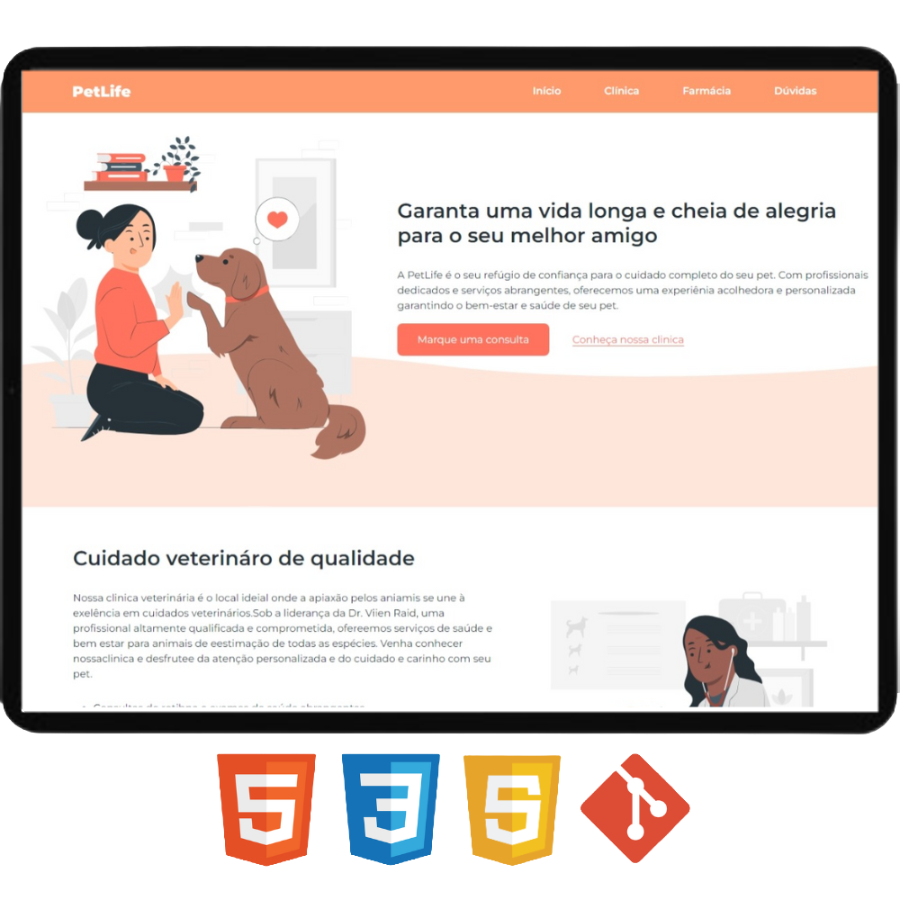 PetLife
Início
Clínica
Farmácia
Dúvidas
Garanta uma vida longa e cheia de alegria
para o seu melhor amigo
A PetLife é o seu refúgio de confiança para o cuidado completo do seu pet. Com profissionais
dedicados e serviços abrangentes, oferecemos uma experiênia acolhedora e personalizada
garantindo o bem-estar e saúde de seu pet.
Marque uma consulta
Conheça nossa clinica
Cuidado veterináro de qualidade
Nossa clinica veterinária é o local ideial onde a apiaxão pelos aniamis se une à
exelência em cuidados veterinários.Sob a liderança da Dr. Viien Raid, uma
profissional altamente qualificada e comprometida, ofereemos serviços de saúde e
bem estar para animais de eestimação de todas as espécies. Venha conhecer
nossaclinica e desfrutee da atenção personalizada e do cuidado e carinho com seu
pet.
5
3
5